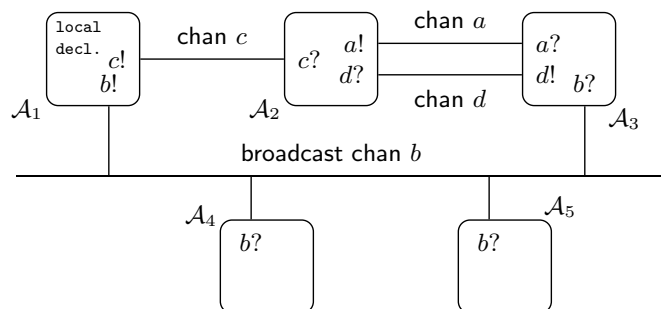 local
decl.
c!
b!
chan c
c?
a!
d?
chan a
chan d
a?
d!
b?
𝒜₁
𝒜₂
𝒜₃
broadcast chan b
𝒜₄
b?
𝒜₅
b?